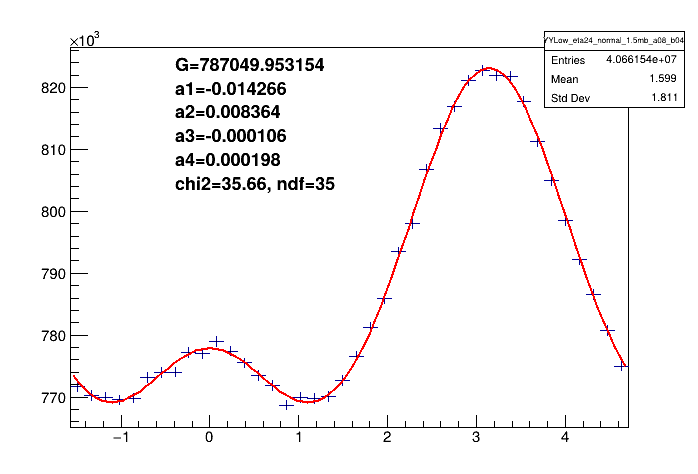 ×10³
G=787049.953154
a1=-0.014266
a2=0.008364
a3=-0.000106
a4=0.000198
chi2=35.66, ndf=35
YLow_eta24_normal_1.5mb_a08_b04
Entries 4.066154e+07
Mean 1.599
Std Dev 1.811
820
810
800
790
780
770
−1 0 1 2 3 4